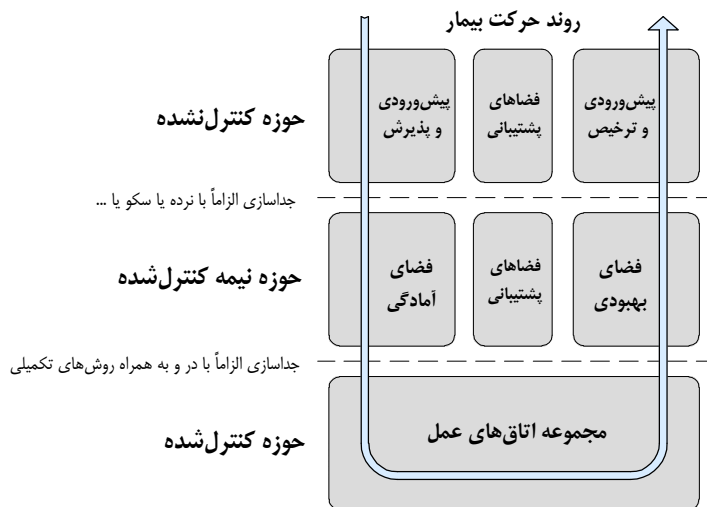 روند حرکت بیمار
حوزه کنترل‌نشده
پیش‌ورودی
و پذیرش
فضاهای
پشتیبانی
پیش‌ورودی
و ترخیص
جداسازی الزاماً با نرده یا سکو یا ...
حوزه نیمه کنترل‌شده
فضای
آمادگی
فضاهای
پشتیبانی
فضای
بهبودی
جداسازی الزاماً با در و به همراه روش‌های تکمیلی
حوزه کنترل‌شده
مجموعه اتاق‌های عمل